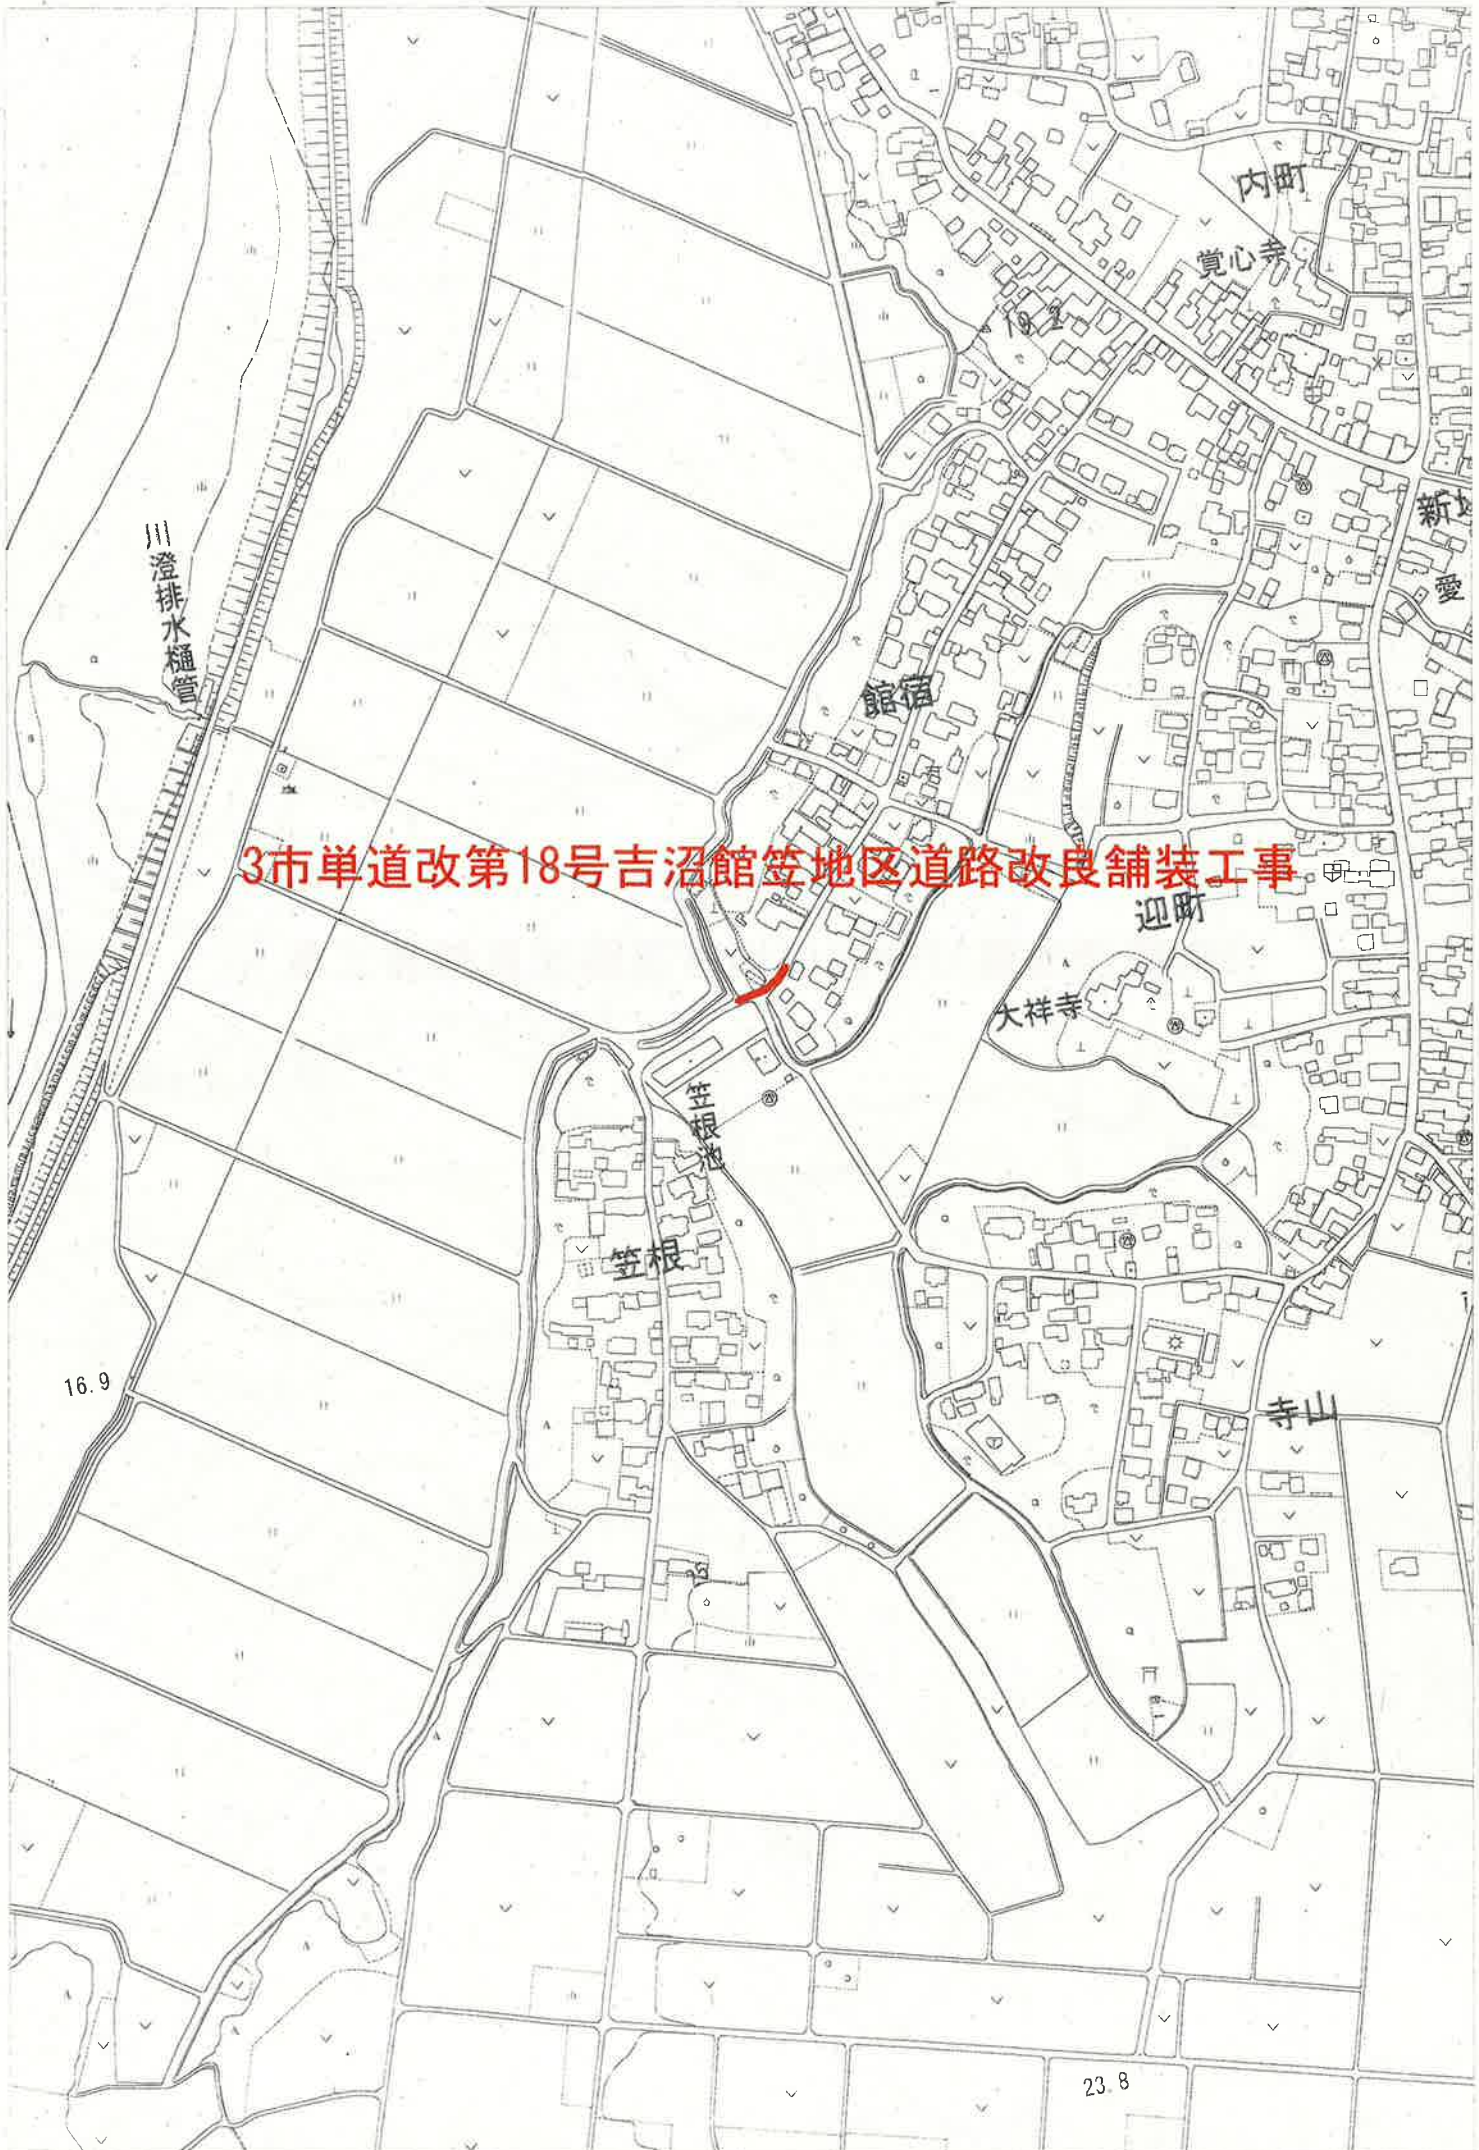 内町
覚心寺
19.2
新
愛
川澄排水樋管
館宿
3市単道改第18号吉沼館笠地区道路改良舗装工事
迎町
大祥寺
笠根池
笠根
16.9
寺山
23.8